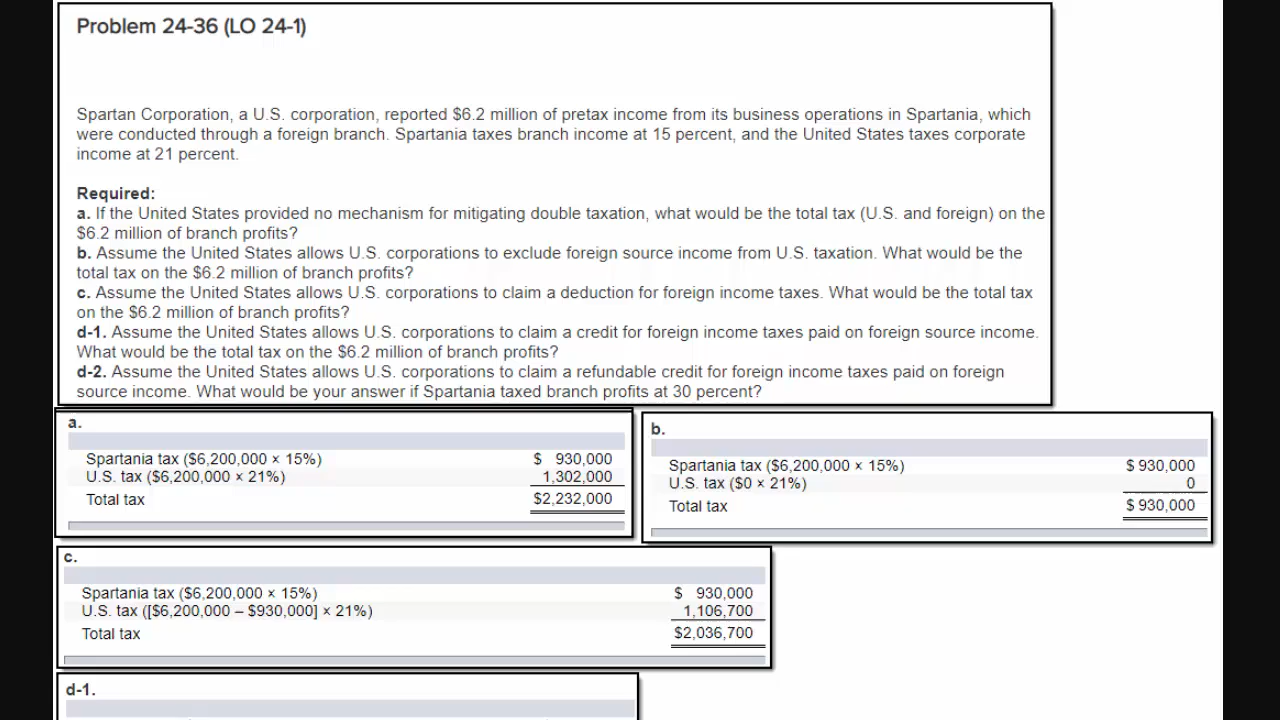 Problem 24-36 (LO 24-1)
Spartan Corporation, a U.S. corporation, reported $6.2 million of pretax income from its business operations in Spartania, which
were conducted through a foreign branch. Spartania taxes branch income at 15 percent, and the United States taxes corporate
income at 21 percent.
Required:
a. If the United States provided no mechanism for mitigating double taxation, what would be the total tax (U.S. and foreign) on the
$6.2 million of branch profits?
b. Assume the United States allows U.S. corporations to exclude foreign source income from U.S. taxation. What would be the
total tax on the $6.2 million of branch profits?
c. Assume the United States allows U.S. corporations to claim a deduction for foreign income taxes. What would be the total tax
on the $6.2 million of branch profits?
d-1. Assume the United States allows U.S. corporations to claim a credit for foreign income taxes paid on foreign source income.
What would be the total tax on the $6.2 million of branch profits?
d-2. Assume the United States allows U.S. corporations to claim a refundable credit for foreign income taxes paid on foreign
source income. What would be your answer if Spartania taxed branch profits at 30 percent?
a.
Spartania tax ($6,200,000 × 15%) $ 930,000
U.S. tax ($6,200,000 × 21%) 1,302,000
Total tax $2,232,000
b.
Spartania tax ($6,200,000 × 15%) $ 930,000
U.S. tax ($0 × 21%) 0
Total tax $ 930,000
c.
Spartania tax ($6,200,000 × 15%) $ 930,000
U.S. tax ([$6,200,000 – $930,000] × 21%) 1,106,700
Total tax $2,036,700
d-1.